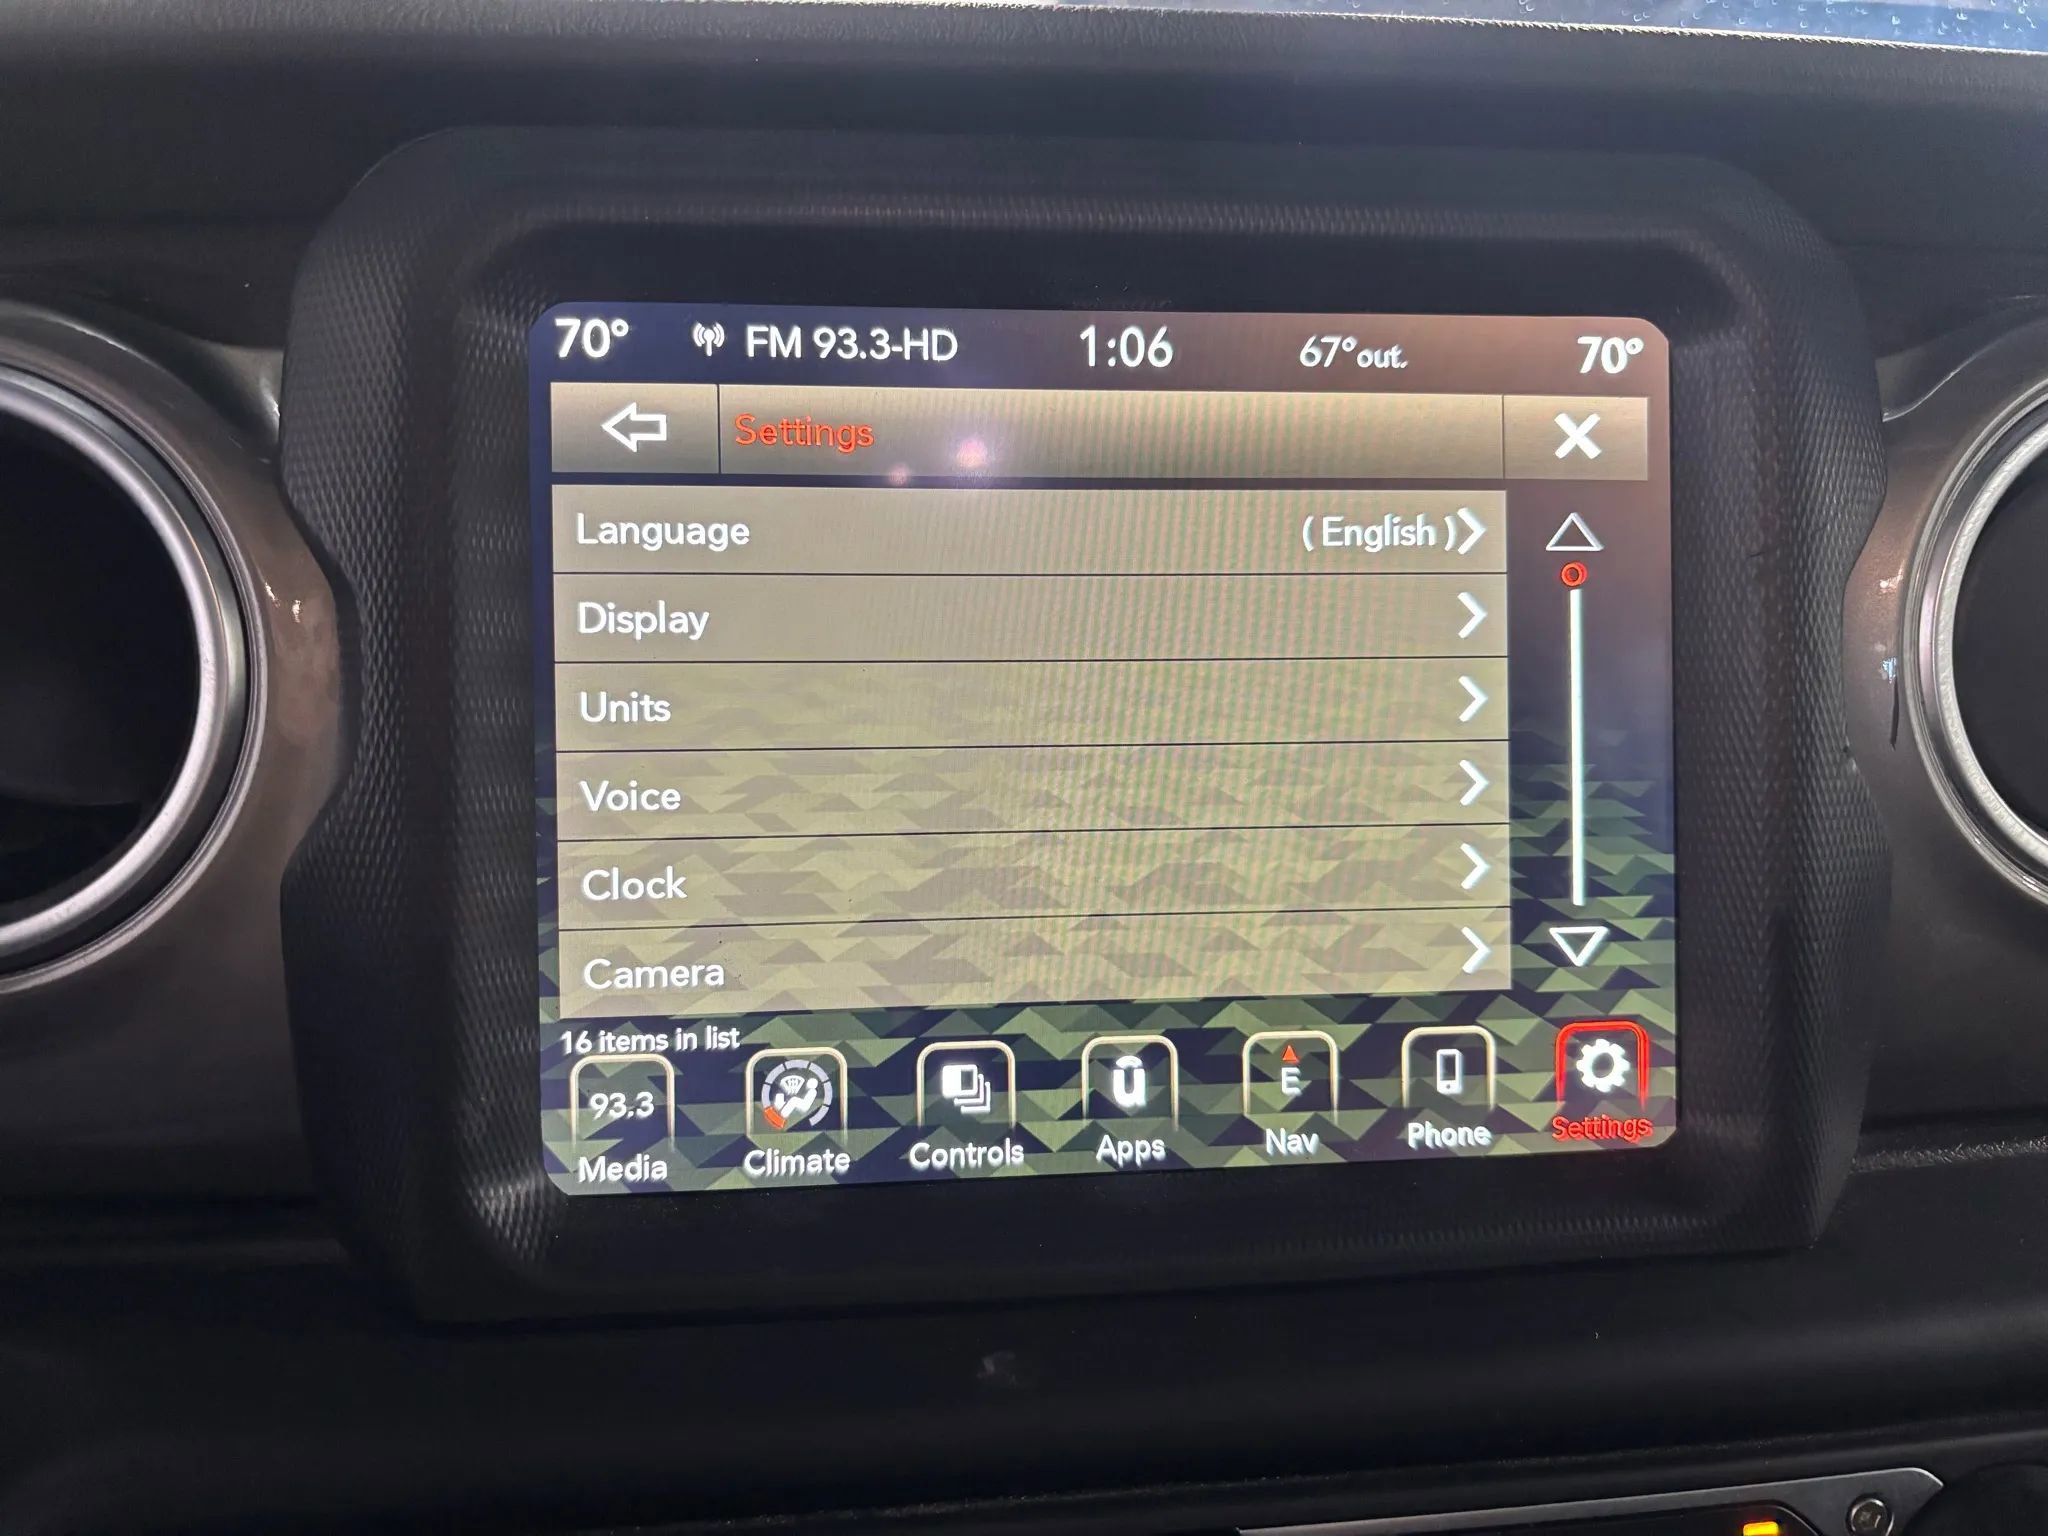 70° FM 93.3-HD 1:06 67°out. 70°
Settings
Language (English)
Display
Units
Voice
Clock
Camera
16 items in list
93.3 E
Media Climate Controls Apps Nav Phone Settings